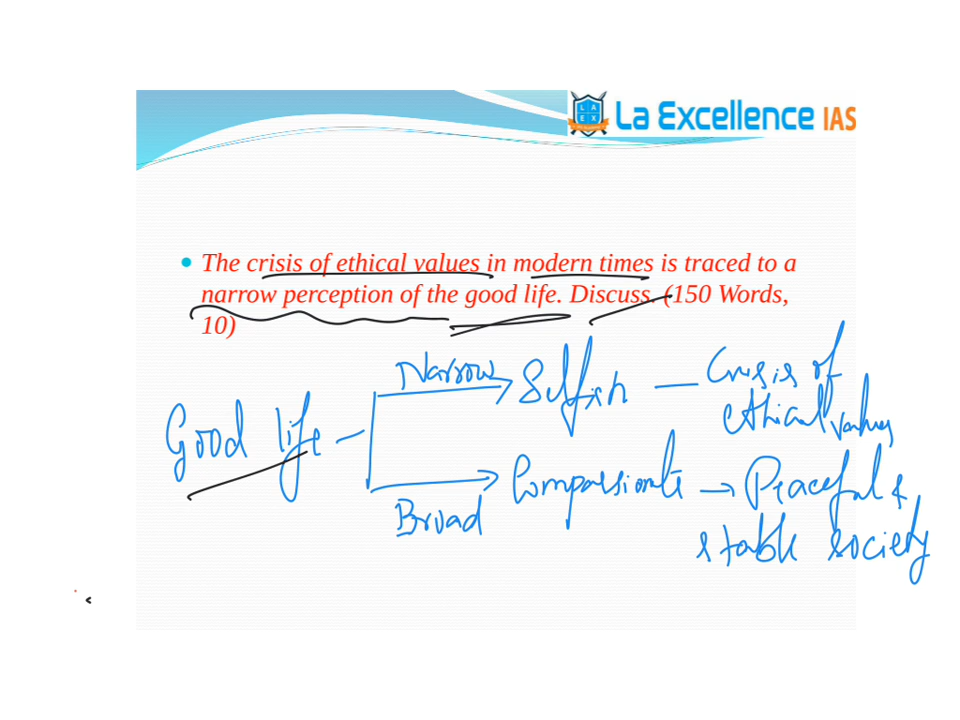 La Excellence IAS
The crisis of ethical values in modern times is traced to a
narrow perception of the good life. Discuss. (150 Words,
10)
Good life
Narrow
Selfish
Crisis of
ethical values
Broad
Compassionate
Peaceful &
stable society